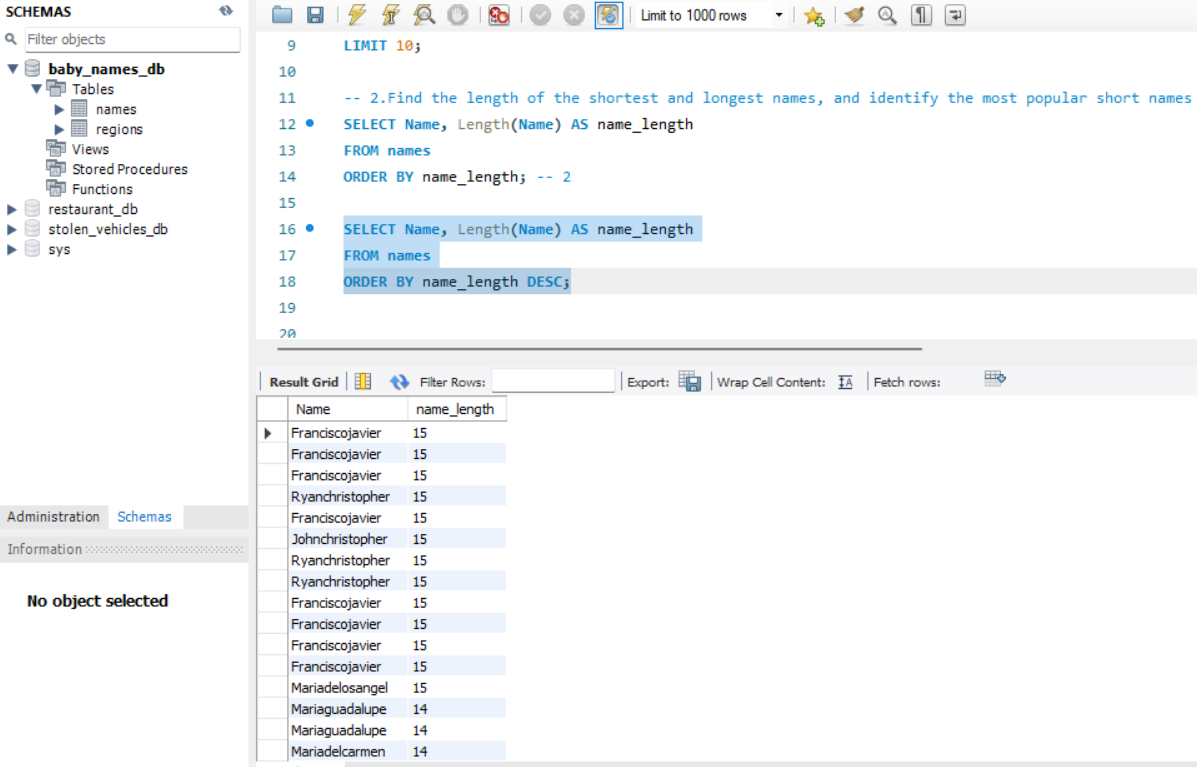 SCHEMAS
Filter objects
baby_names_db
Tables
names
regions
Views
Stored Procedures
Functions
restaurant_db
stolen_vehicles_db
sys
Administration Schemas
Information
No object selected
Limit to 1000 rows
9 LIMIT 10;
10
11 -- 2.Find the length of the shortest and longest names, and identify the most popular short names
12 SELECT Name, Length(Name) AS name_length
13 FROM names
14 ORDER BY name_length; -- 2
15
16 SELECT Name, Length(Name) AS name_length
17 FROM names
18 ORDER BY name_length DESC;
19
20
Result Grid Filter Rows: Export: Wrap Cell Content: Fetch rows:
Name name_length
Franciscojavier 15
Franciscojavier 15
Franciscojavier 15
Ryanchristopher 15
Franciscojavier 15
Johnchristopher 15
Ryanchristopher 15
Ryanchristopher 15
Franciscojavier 15
Franciscojavier 15
Franciscojavier 15
Franciscojavier 15
Mariadelosangel 15
Mariaguadalupe 14
Mariaguadalupe 14
Mariadelcarmen 14